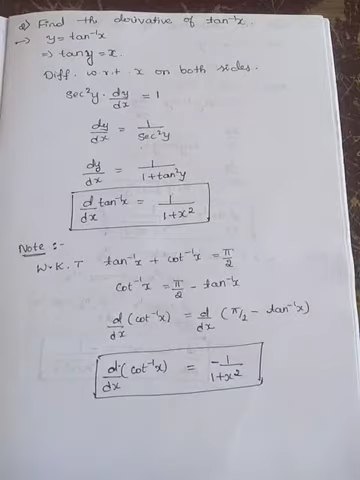 Q) Find the derivative of tan⁻¹x.
→ y = tan⁻¹x
⇒ tan y = x.
Diff. w.r.t. x on both sides.
sec²y · dy/dx = 1
dy/dx = 1/sec²y
dy/dx = 1/1+tan²y
d/dx tan⁻¹x = 1/1+x²
Note :-
W.K.T tan⁻¹x + cot⁻¹x = π/2
cot⁻¹x = π/2 - tan⁻¹x
d/dx (cot⁻¹x) = d/dx (π/2 - tan⁻¹x)
d/dx (cot⁻¹x) = -1/1+x²